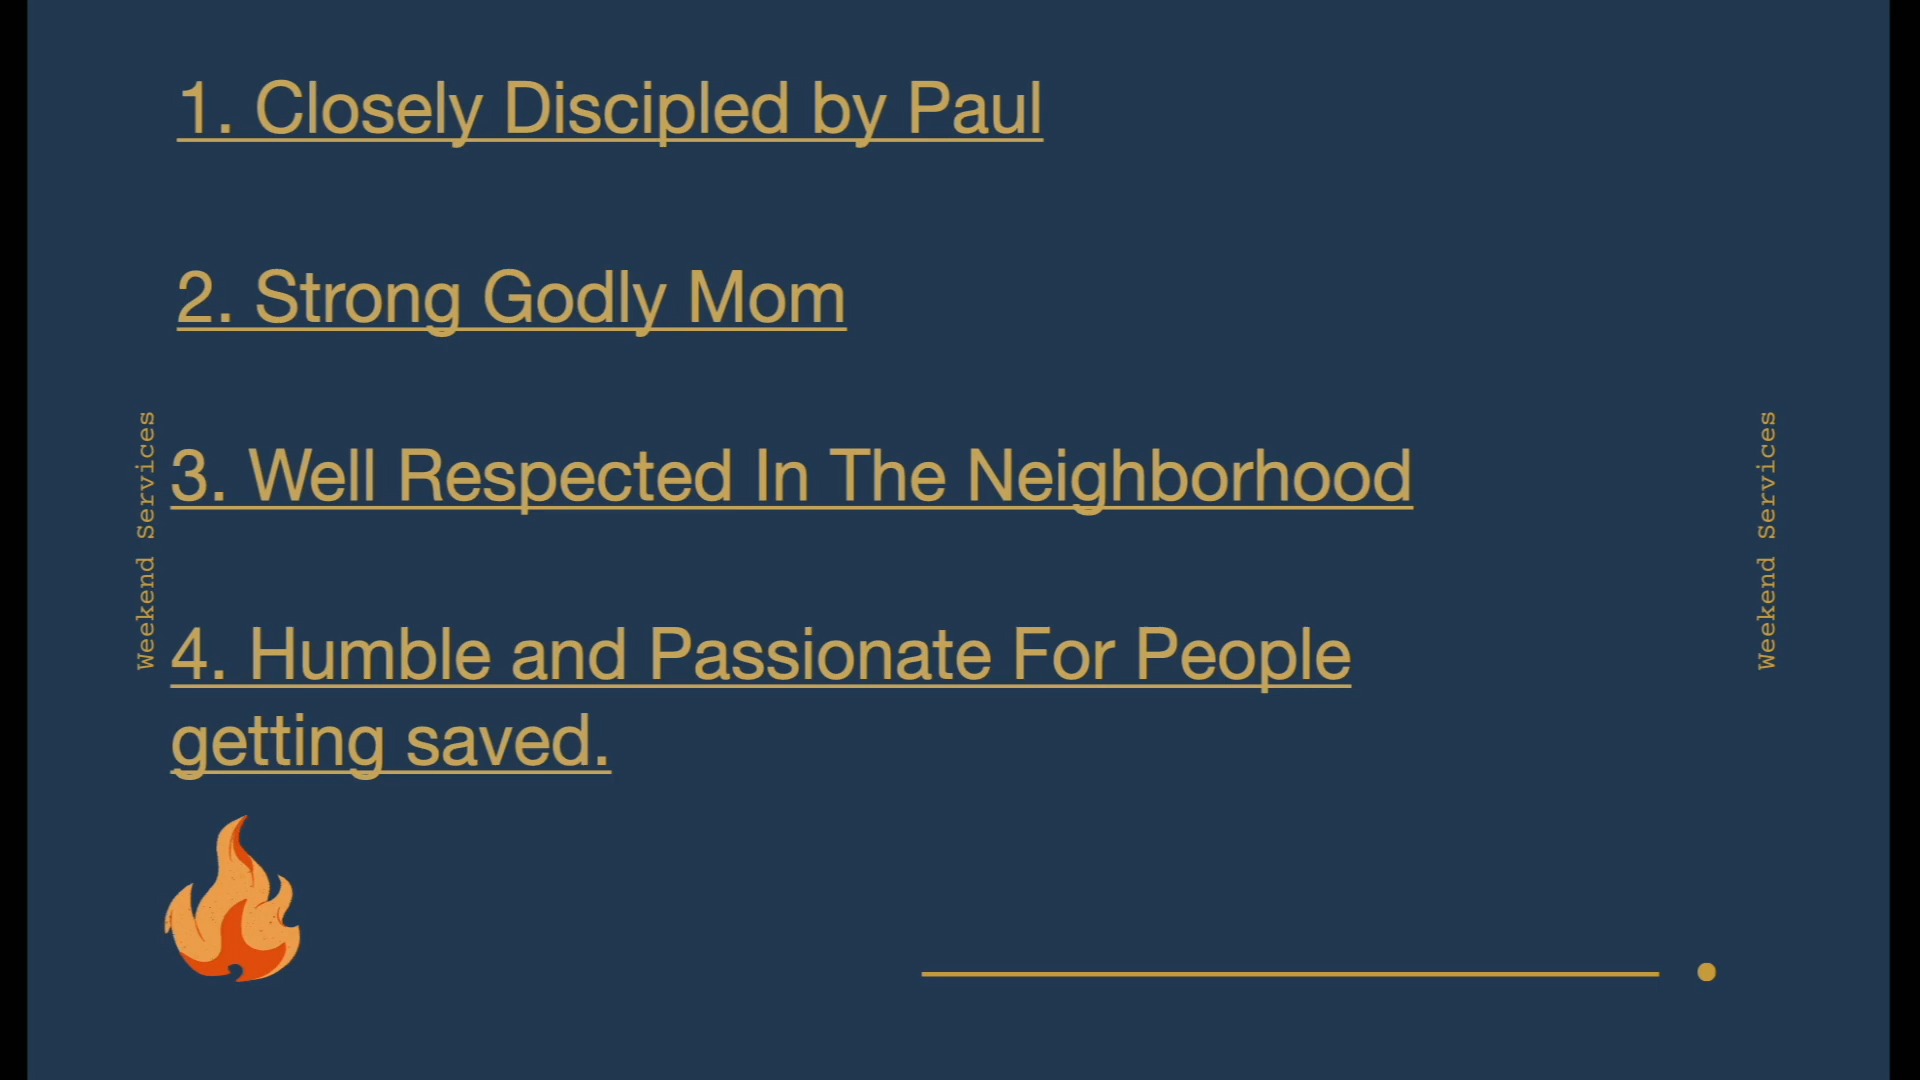 1. Closely Discipled by Paul
2. Strong Godly Mom
Weekend Services
3. Well Respected In The Neighborhood
Weekend Services
4. Humble and Passionate For People
getting saved.